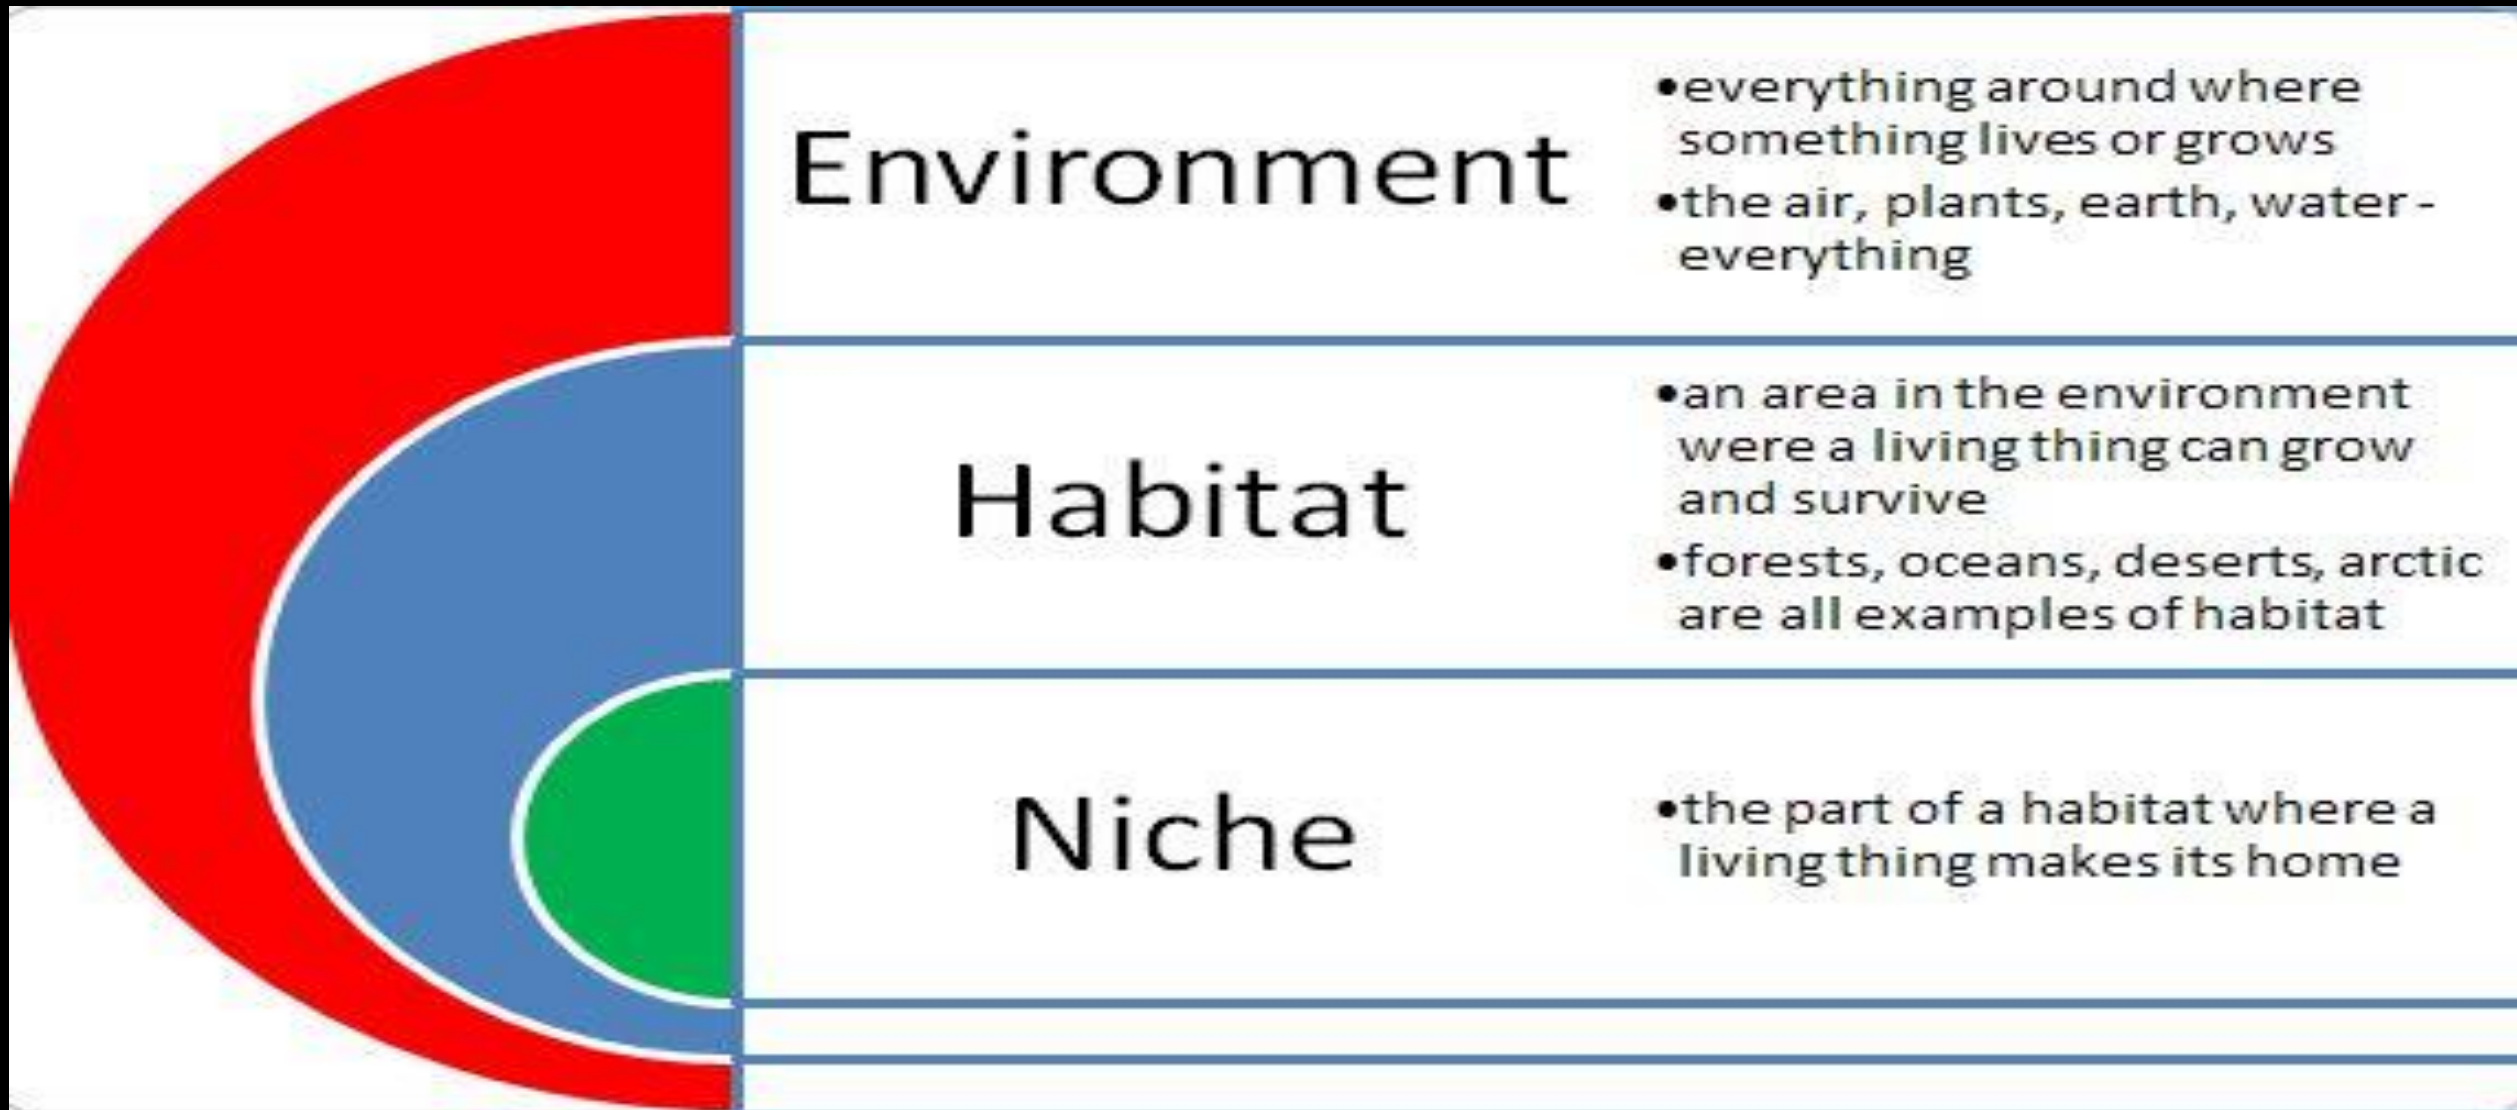 Environment
•everything around where
something lives or grows
•the air, plants, earth, water-
everything
Habitat
•an area in the environment
were a living thing can grow
and survive
•forests, oceans, deserts, arctic
are all examples of habitat
Niche
•the part of a habitat where a
living thing makes its home